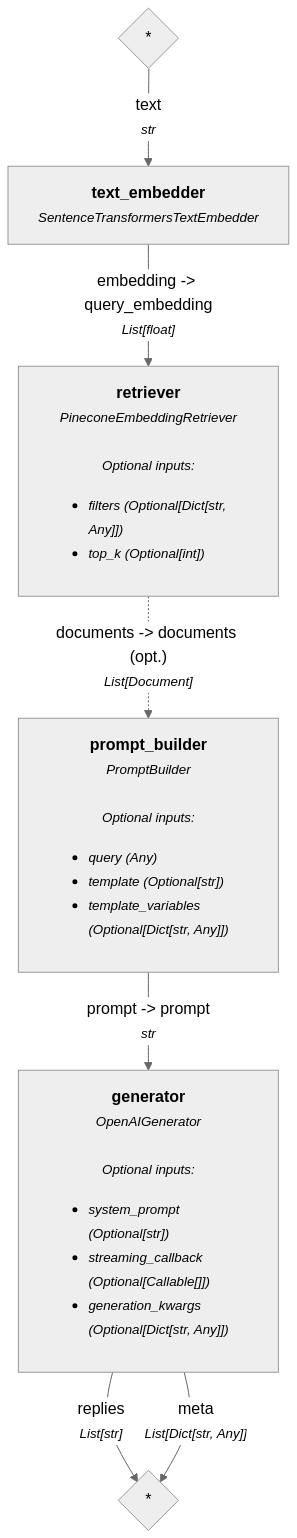 *
text
str
text_embedder
SentenceTransformersTextEmbedder
embedding ->
query_embedding
List[float]
retriever
PineconeEmbeddingRetriever
Optional inputs:
• filters (Optional[Dict[str,
Any]])
• top_k (Optional[int])
documents -> documents
(opt.)
List[Document]
prompt_builder
PromptBuilder
Optional inputs:
• query (Any)
• template (Optional[str])
• template_variables
(Optional[Dict[str, Any]])
prompt -> prompt
str
generator
OpenAIGenerator
Optional inputs:
• system_prompt
(Optional[str])
• streaming_callback
(Optional[Callable[]])
• generation_kwargs
(Optional[Dict[str, Any]])
replies
List[str]
meta
List[Dict[str, Any]]
*